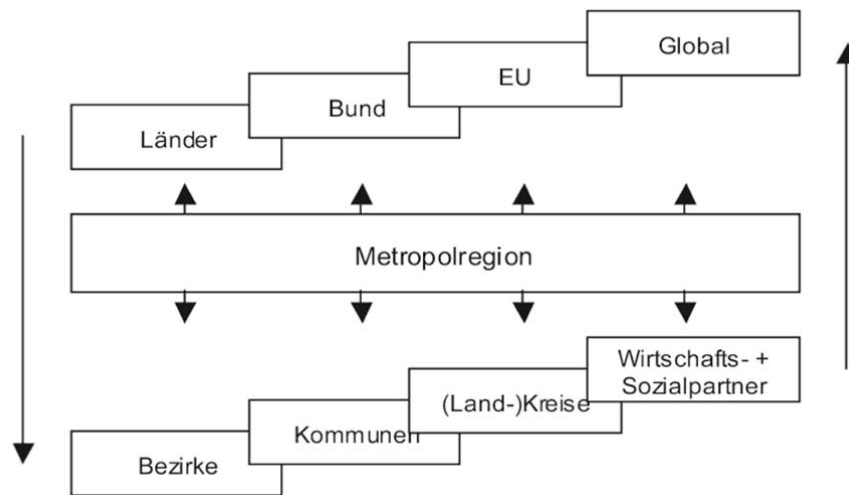 Global
EU
Bund
Länder
Metropolregion
Wirtschafts- +
Sozialpartner
(Land-)Kreise
Kommunen
Bezirke